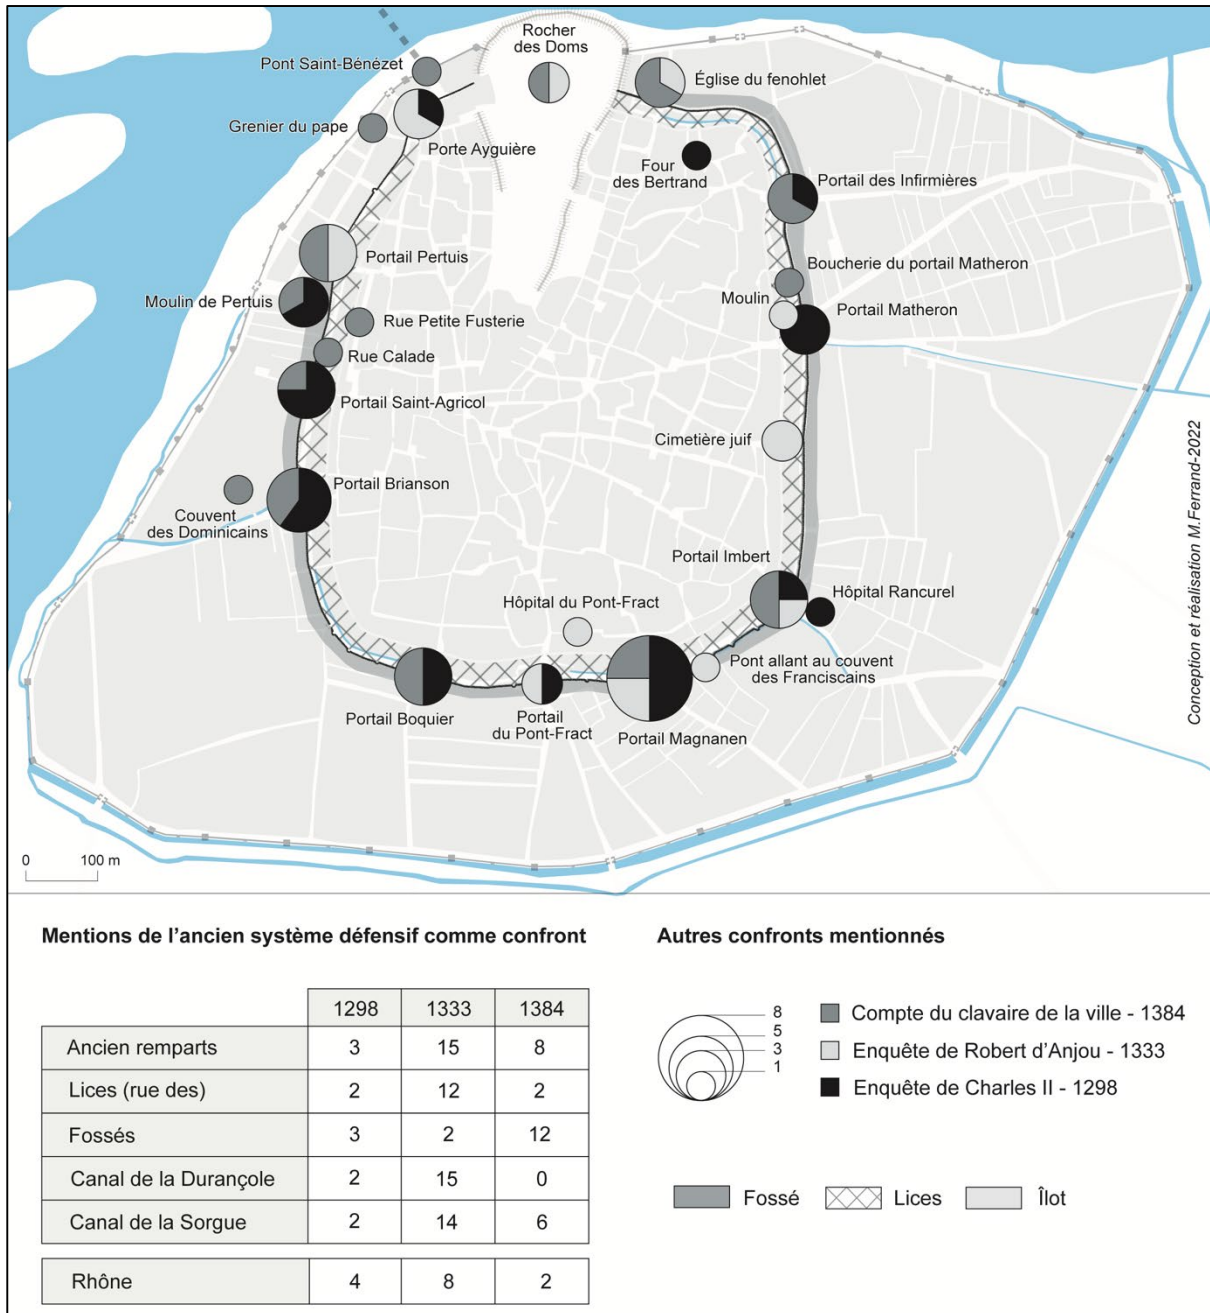 Rocher
des Doms
Pont Saint-Bénézet
Église du fenohlet
Grenier du pape
Porte Ayguière
Four
des Bertrand
Portail des Infirmières
Portail Pertuis
Boucherie du portail Matheron
Moulin de Pertuis
Moulin
Portail Matheron
Rue Petite Fusterie
Rue Calade
Portail Saint-Agricol
Cimetière juif
Portail Brianson
Couvent
des Dominicains
Portail Imbert
Hôpital Rancurel
Hôpital du Pont-Fract
Pont allant au couvent
des Franciscains
Portail Boquier
Portail
du Pont-Fract
Portail Magnanen
Conception et réalisation M.Ferrand-2022
0 100 m
Mentions de l’ancien système défensif comme confront
1298 1333 1384
Ancien remparts 3 15 8
Lices (rue des) 2 12 2
Fossés 3 2 12
Canal de la Durançole 2 15 0
Canal de la Sorgue 2 14 6
Rhône 4 8 2
Autres confronts mentionnés
8
5
3
1
Compte du clavaire de la ville - 1384
Enquête de Robert d’Anjou - 1333
Enquête de Charles II - 1298
Fossé Lices Îlot